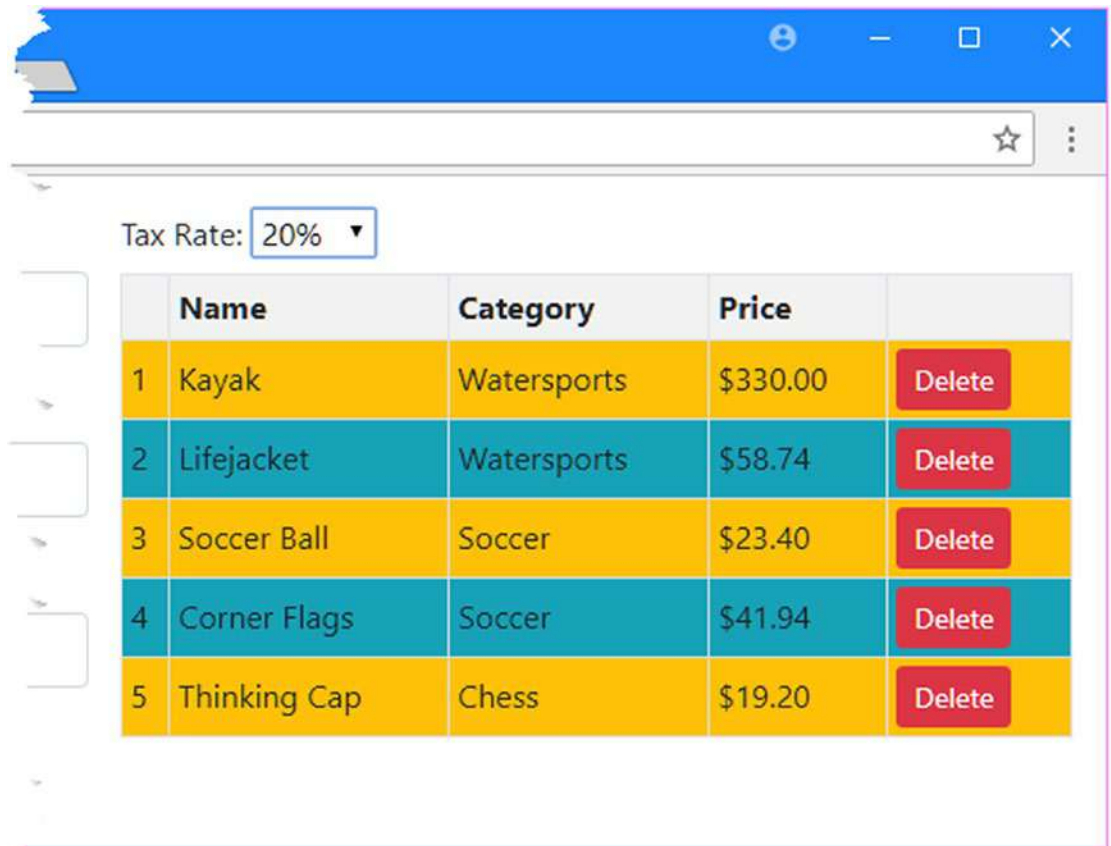 Tax Rate: 20%
Name Category Price
1 Kayak Watersports $330.00 Delete
2 Lifejacket Watersports $58.74 Delete
3 Soccer Ball Soccer $23.40 Delete
4 Corner Flags Soccer $41.94 Delete
5 Thinking Cap Chess $19.20 Delete